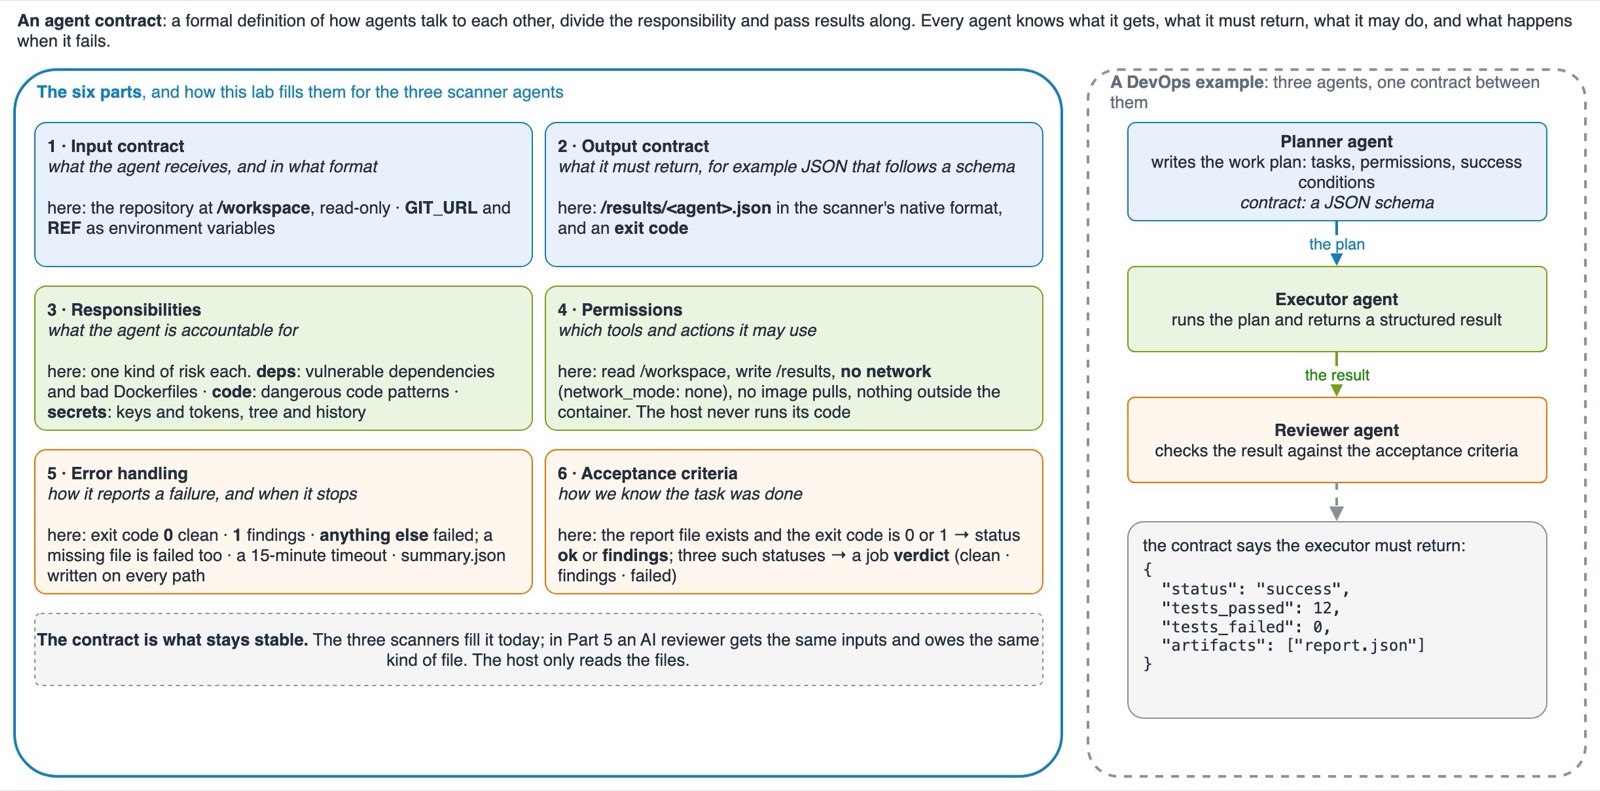 An agent contract: a formal definition of how agents talk to each other, divide the responsibility and pass results along. Every agent knows what it gets, what it must return, what it may do, and what happens
when it fails.
The six parts, and how this lab fills them for the three scanner agents
1 · Input contract
what the agent receives, and in what format
here: the repository at /workspace, read-only · GIT_URL and
REF as environment variables
2 · Output contract
what it must return, for example JSON that follows a schema
here: /results/<agent>.json in the scanner's native format,
and an exit code
3 · Responsibilities
what the agent is accountable for
here: one kind of risk each. deps: vulnerable dependencies
and bad Dockerfiles · code: dangerous code patterns ·
secrets: keys and tokens, tree and history
4 · Permissions
which tools and actions it may use
here: read /workspace, write /results, no network
(network_mode: none), no image pulls, nothing outside the
container. The host never runs its code
5 · Error handling
how it reports a failure, and when it stops
here: exit code 0 clean · 1 findings · anything else failed; a
missing file is failed too · a 15-minute timeout · summary.json
written on every path
6 · Acceptance criteria
how we know the task was done
here: the report file exists and the exit code is 0 or 1 → status
ok or findings; three such statuses → a job verdict (clean ·
findings · failed)
The contract is what stays stable. The three scanners fill it today; in Part 5 an AI reviewer gets the same inputs and owes the same
kind of file. The host only reads the files.
A DevOps example: three agents, one contract between
them
Planner agent
writes the work plan: tasks, permissions, success
conditions
contract: a JSON schema
the plan
Executor agent
runs the plan and returns a structured result
the result
Reviewer agent
checks the result against the acceptance criteria
the contract says the executor must return:
{
  "status": "success",
  "tests_passed": 12,
  "tests_failed": 0,
  "artifacts": ["report.json"]
}